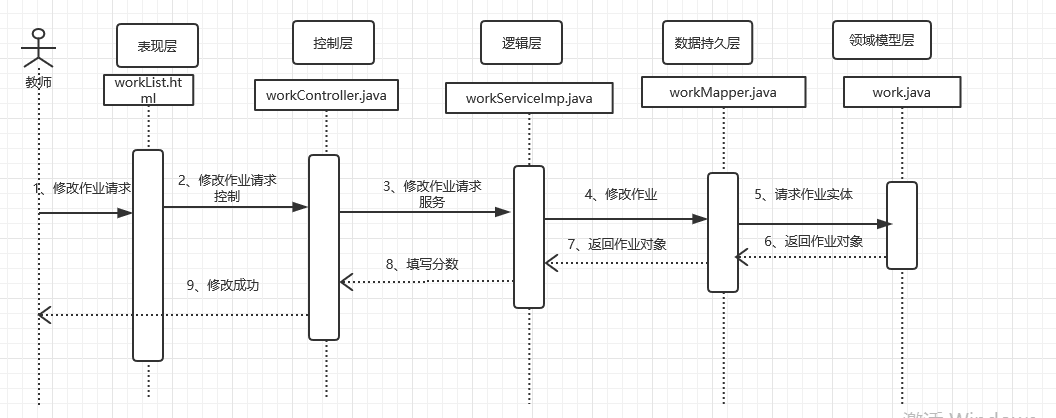 教师
表现层
控制层
逻辑层
数据持久层
领域模型层
workList.ht
ml
workController.java
workServiceImp.java
workMapper.java
work.java
1、修改作业请求
2、修改作业请求
控制
3、修改作业请求
服务
4、修改作业
5、请求作业实体
6、返回作业对象
7、返回作业对象
8、填写分数
9、修改成功
激活 Windows